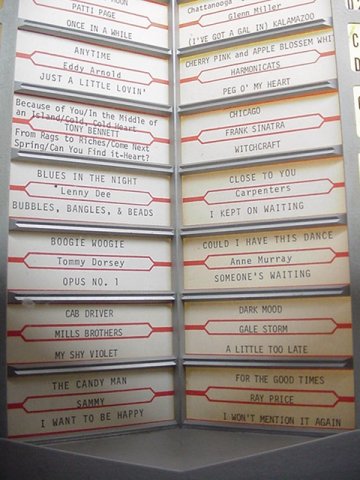 PATTI PAGE
ONCE IN A WHILE
ANYTIME
Eddy Arnold
JUST A LITTLE LOVIN'
Because of You/In the Middle of
an Island/Cold, Cold Heart
TONY BENNETT
From Rags to Riches/Come Next
Spring/Can You Find it-Heart?
BLUES IN THE NIGHT
Lenny Dee
BUBBLES, BANGLES, & BEADS
BOOGIE WOOGIE
Tommy Dorsey
OPUS NO. 1
CAB DRIVER
MILLS BROTHERS
MY SHY VIOLET
THE CANDY MAN
SAMMY
I WANT TO BE HAPPY
Chattanooga
Glenn Miller
(I'VE GOT A GAL IN) KALAMAZOO
CHERRY PINK and APPLE BLOSSOM WHIT
HARMONICATS
PEG O' MY HEART
CHICAGO
FRANK SINATRA
WITCHCRAFT
CLOSE TO YOU
Carpenters
I KEPT ON WAITING
COULD I HAVE THIS DANCE
Anne Murray
SOMEONE'S WAITING
DARK MOOD
GALE STORM
A LITTLE TOO LATE
FOR THE GOOD TIMES
RAY PRICE
I WON'T MENTION IT AGAIN